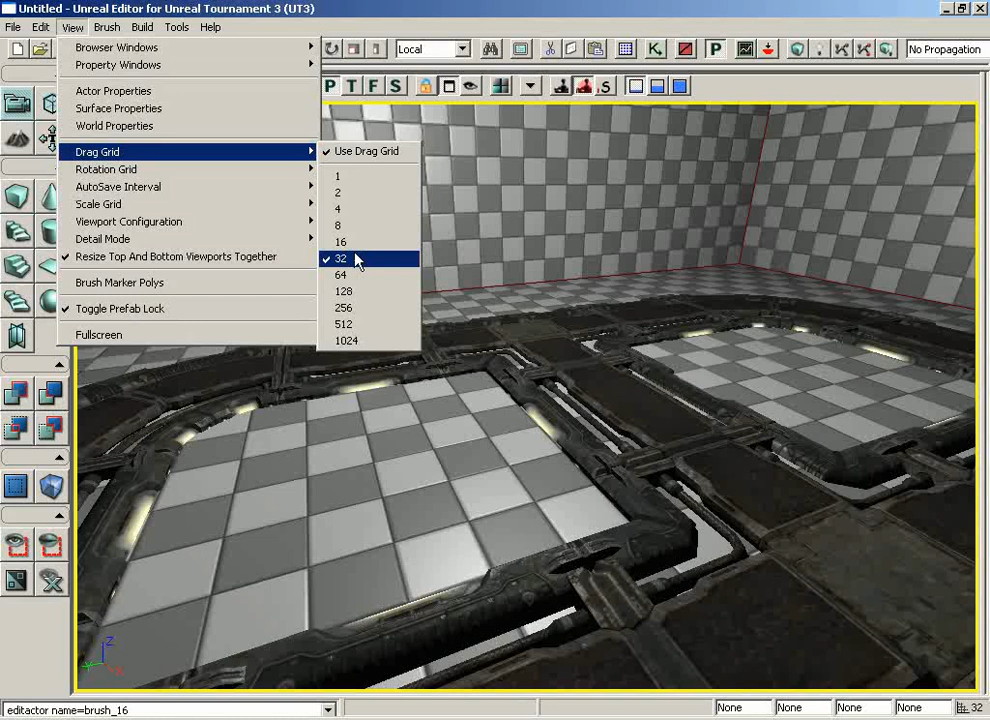 Untitled - Unreal Editor for Unreal Tournament 3 (UT3)
File Edit View Brush Build Tools Help
Local
P
No Propagation
P T F S
S
Browser Windows
Property Windows
Actor Properties
Surface Properties
World Properties
Drag Grid
Rotation Grid
AutoSave Interval
Scale Grid
Viewport Configuration
Detail Mode
Resize Top And Bottom Viewports Together
Brush Marker Polys
Toggle Prefab Lock
Fullscreen
Use Drag Grid
1
2
4
8
16
32
64
128
256
512
1024
Z
Y
X
editactor name=brush_16
None None None None 32